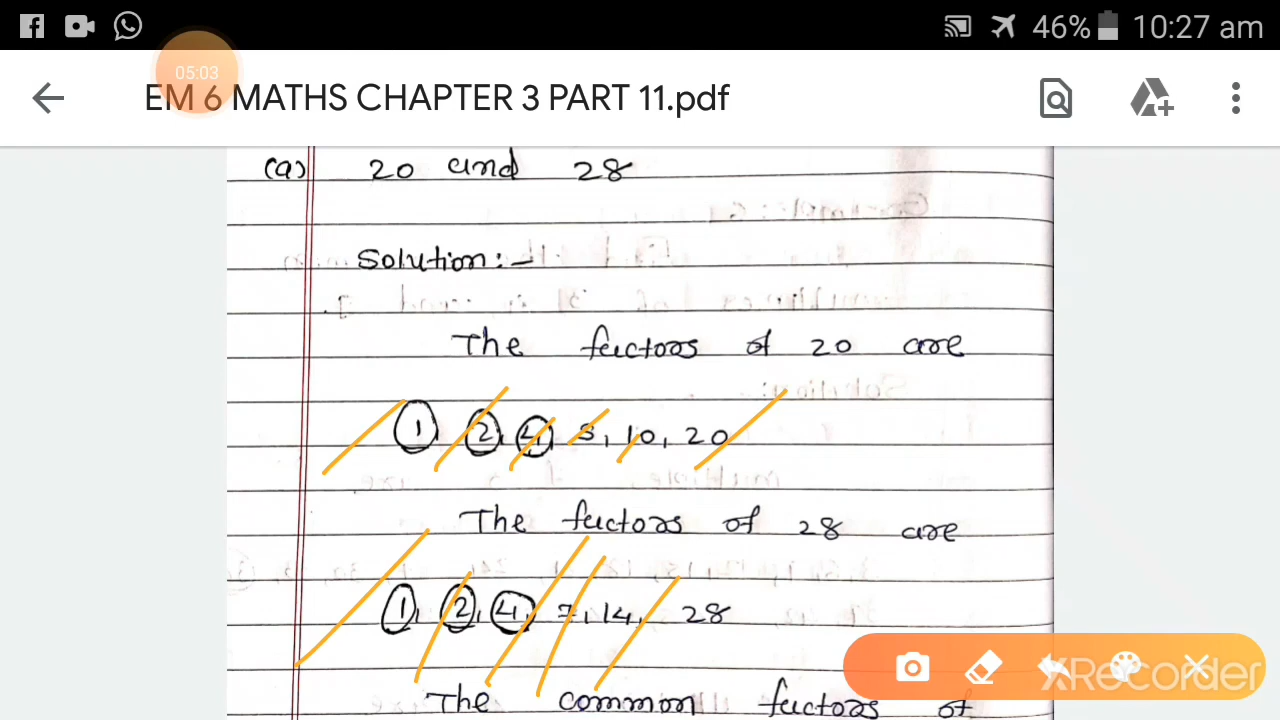 46% 10:27 am
05:03
EM 6 MATHS CHAPTER 3 PART 11.pdf
(a) 20 and 28
Solution:-
The factors of 20 are
1, 2, 4, 5, 10, 20
The factors of 28 are
1, 2, 4, 7, 14, 28
The common factors of
XRecorder